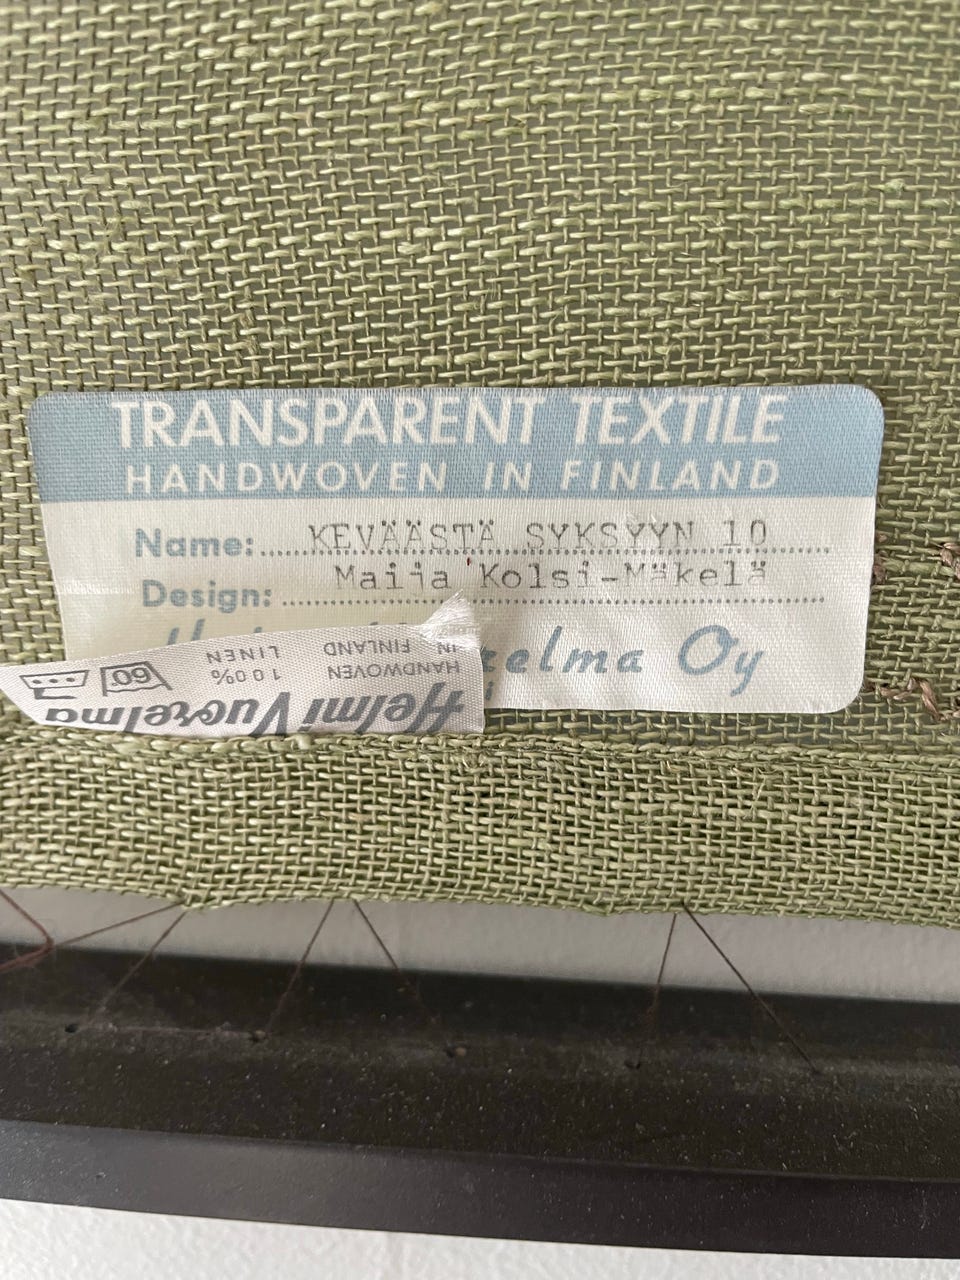 TRANSPARENT TEXTILE
HANDWOVEN IN FINLAND
Name: KEVÄÄSTÄ SYKSYYN 10
Design: Maija Kolsi-Mäkelä
relma Oy
Helmi Vuorelma
HANDWOVEN 100%
IN FINLAND LINEN
60